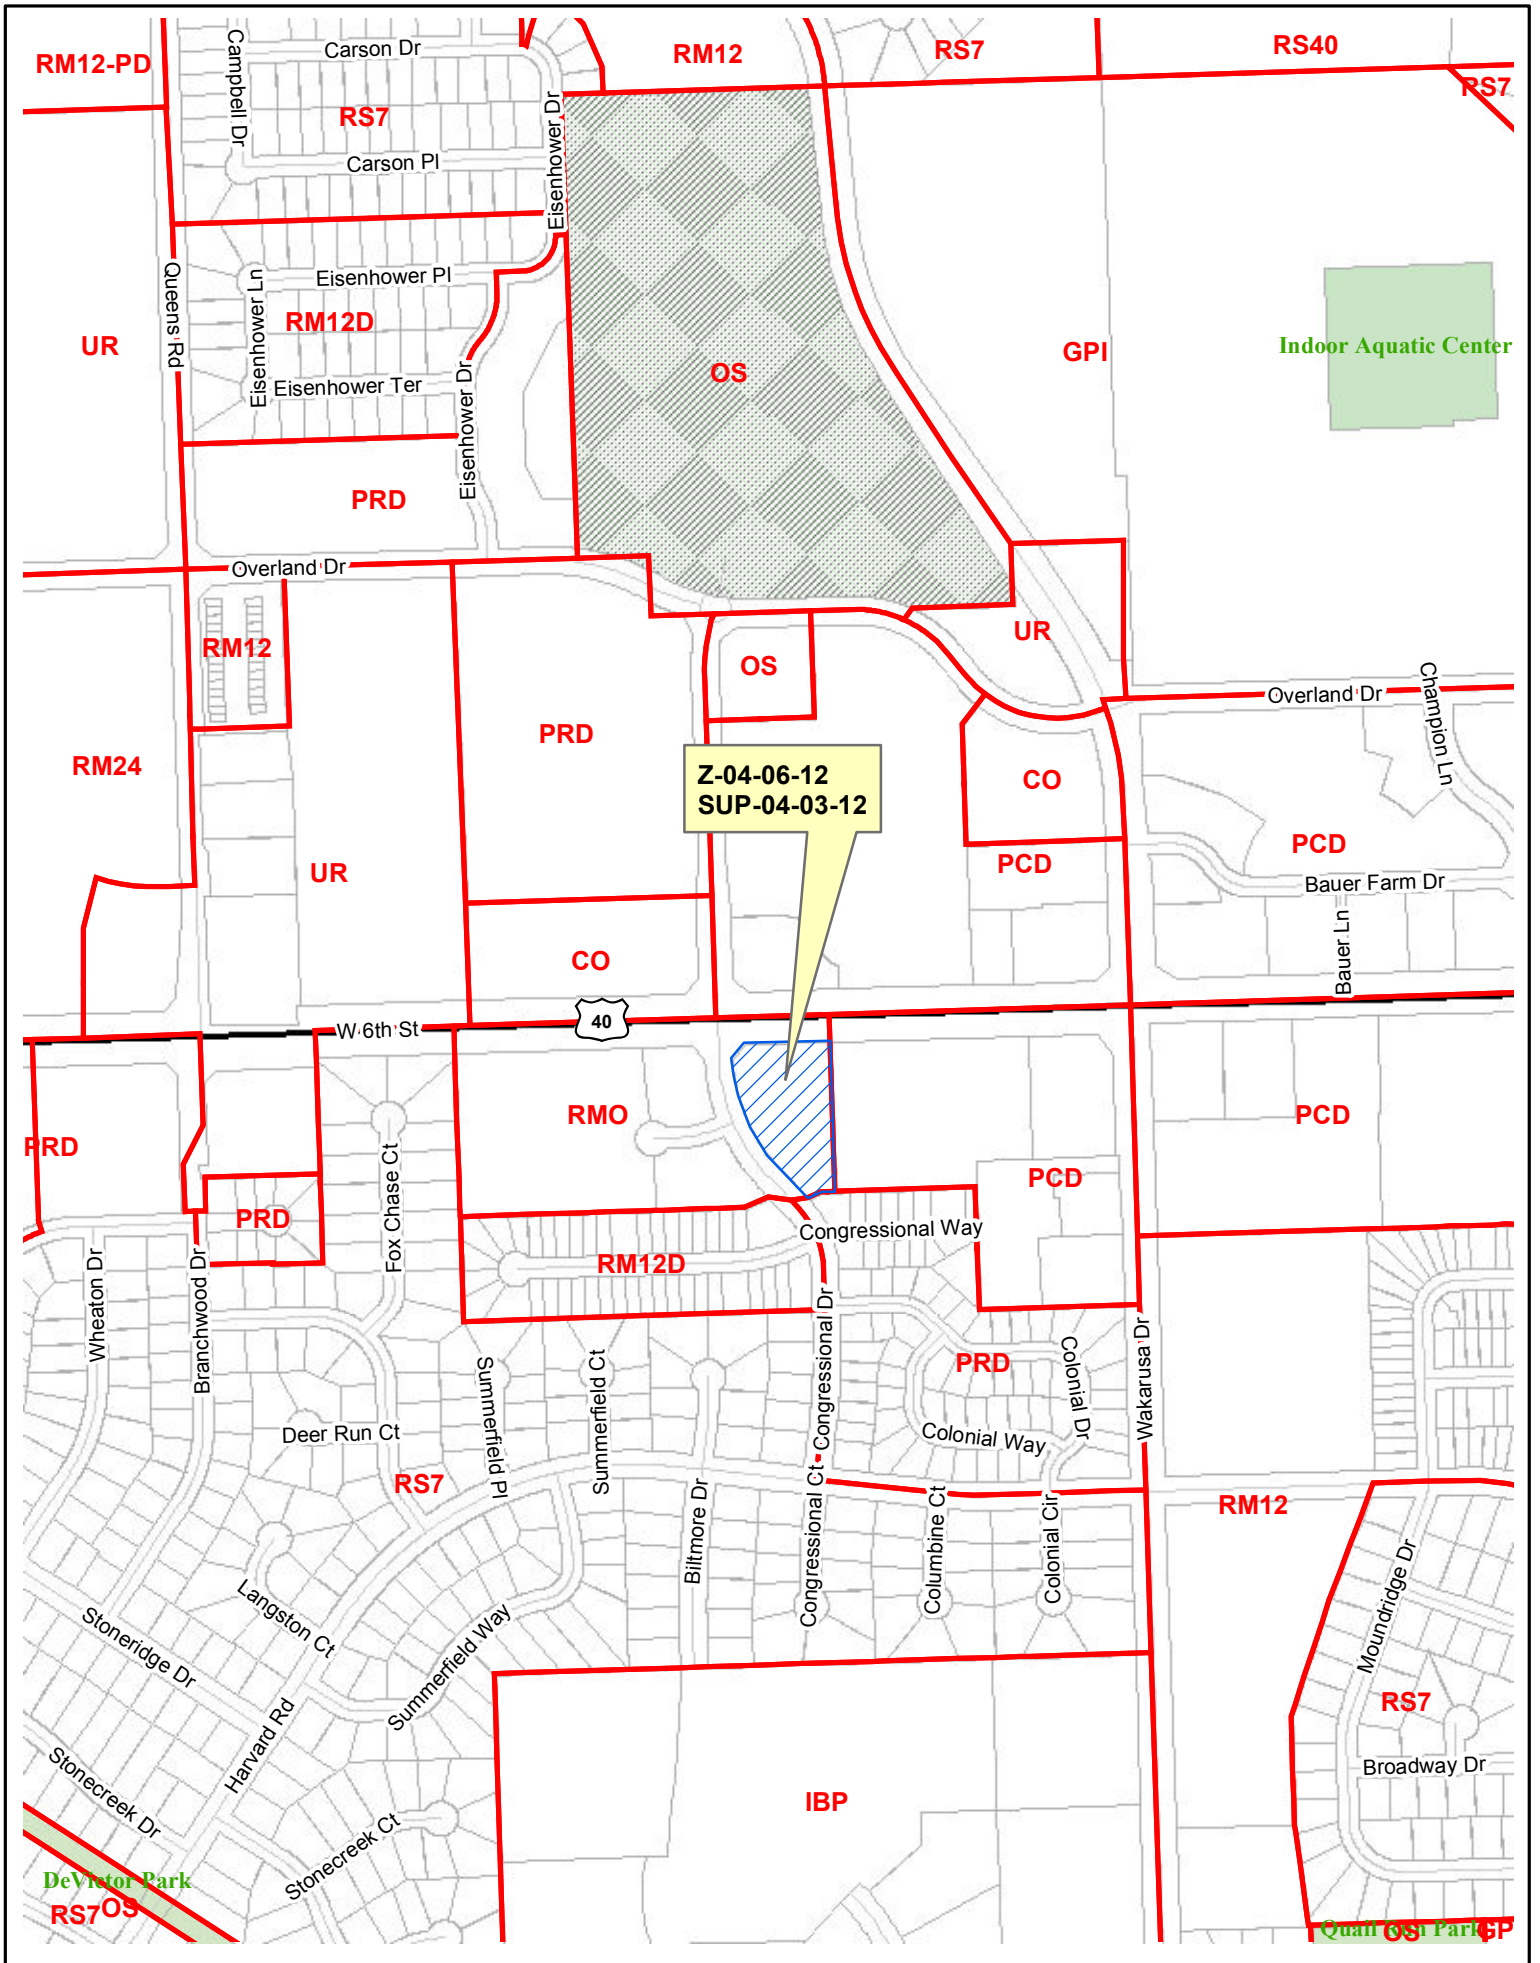 RM12-PD
Campbell Dr
Carson Dr
RM12
RS7
RS40
RS7
RS7
Eisenhower Dr
Carson Pl
Queens Rd
Eisenhower Ln
Eisenhower Pl
RM12D
UR
Indoor Aquatic Center
GPI
OS
Eisenhower Ter
Eisenhower Dr
PRD
Overland Dr
RM12
UR
OS
Overland Dr
Champion Ln
PRD
RM24
Z-04-06-12
SUP-04-03-12
CO
PCD
PCD
UR
Bauer Farm Dr
Bauer Ln
CO
40
W 6th St
RMO
PCD
PRD
Fox Chase Ct
PCD
PRD
Congressional Way
RM12D
Wheaton Dr
Branchwood Dr
Congressional Dr
Congressional Dr
Wakarusa Dr
Colonial Dr
PRD
Summerfield Pl
Summerfield Ct
Deer Run Ct
Colonial Way
RS7
Biltmore Dr
Congressional Ct
Columbine Ct
Colonial Cir
RM12
Moundridge Dr
Langston Ct
Stoneridge Dr
Summerfield Way
Harvard Rd
RS7
Stonecreek Dr
Broadway Dr
IBP
Stonecreek Ct
DeVictor Park
RS7
OS
Quail Run Park
OS
GP